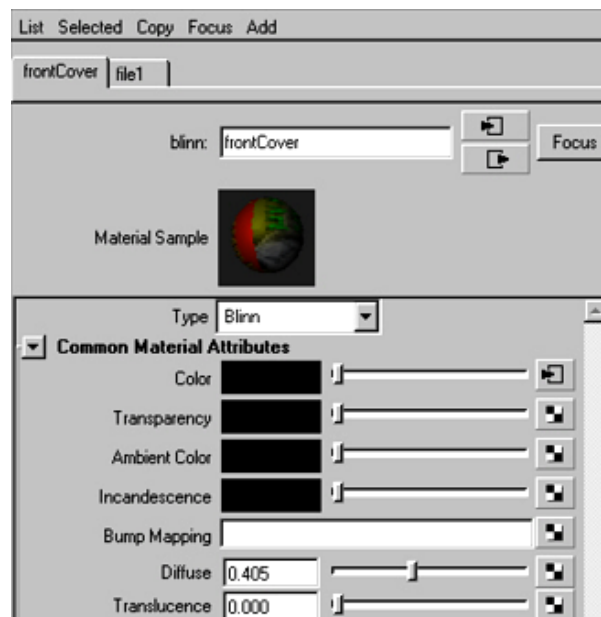 List Selected Copy Focus Add
frontCover file1
blinn: frontCover
Focus
Material Sample
Type Blinn
Common Material Attributes
Color
Transparency
Ambient Color
Incandescence
Bump Mapping
Diffuse 0.405
Translucence 0.000